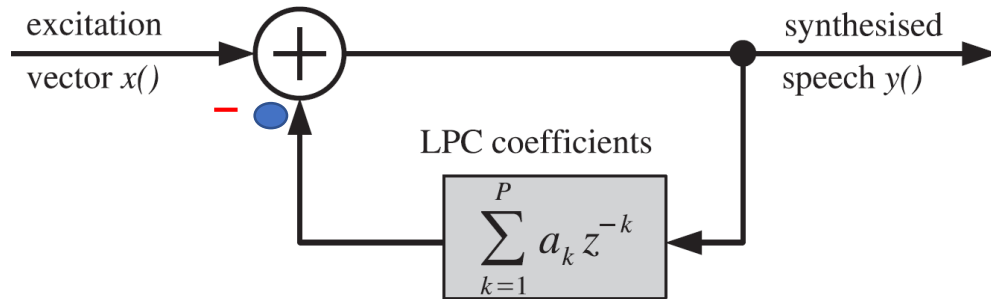 excitation
vector x()
synthesised
speech y()
+
−
LPC coefficients
P
∑ a_k z^{-k}
k=1